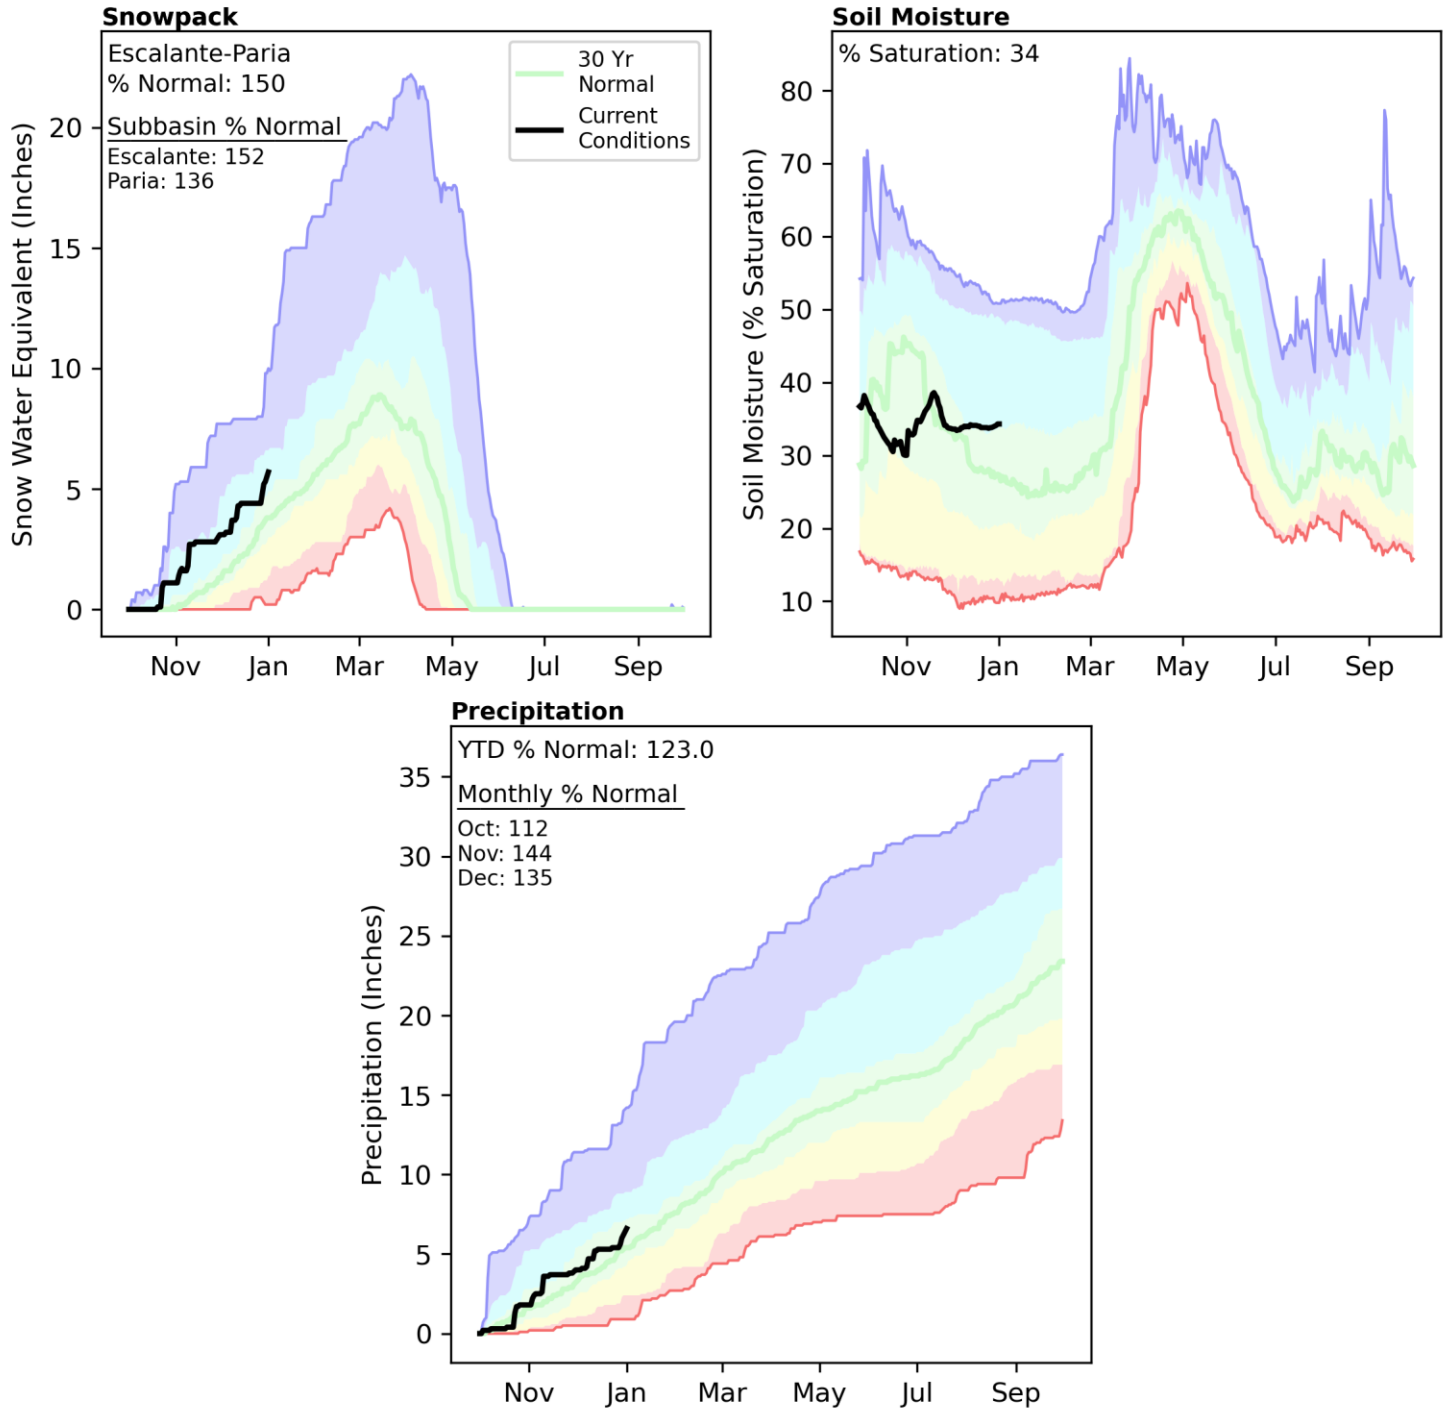 Snowpack
Escalante-Paria
% Normal: 150
Subbasin % Normal
Escalante: 152
Paria: 136
30 Yr
Normal
Current
Conditions
Snow Water Equivalent (Inches)
20
15
10
5
0
Nov Jan Mar May Jul Sep
Soil Moisture
% Saturation: 34
Soil Moisture (% Saturation)
80
70
60
50
40
30
20
10
Nov Jan Mar May Jul Sep
Precipitation
YTD % Normal: 123.0
Monthly % Normal
Oct: 112
Nov: 144
Dec: 135
Precipitation (Inches)
35
30
25
20
15
10
5
0
Nov Jan Mar May Jul Sep